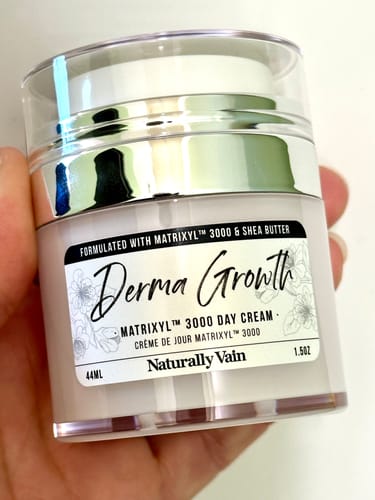 FORMULATED WITH MATRIXYL™ 3000 & SHEA BUTTER
Derma Growth
· MATRIXYL™ 3000 DAY CREAM ·
CRÈME DE JOUR MATRIXYL™ 3000
44ML Naturally Vain 1.5OZ